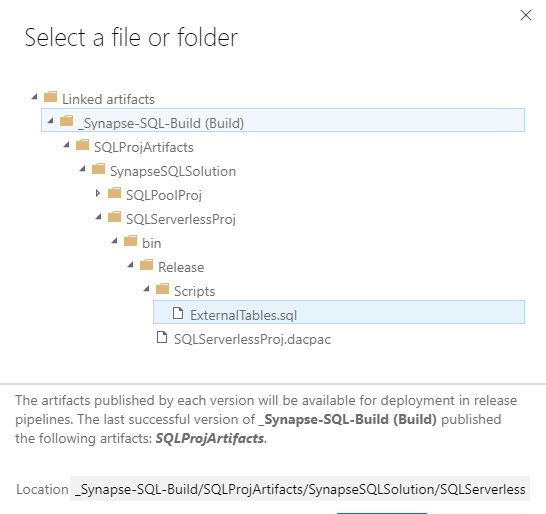 Select a file or folder
Linked artifacts
_Synapse-SQL-Build (Build)
SQLProjArtifacts
SynapseSQLSolution
SQLPoolProj
SQLServerlessProj
bin
Release
Scripts
ExternalTables.sql
SQLServerlessProj.dacpac
The artifacts published by each version will be available for deployment in release
pipelines. The last successful version of _Synapse-SQL-Build (Build) published
the following artifacts: SQLProjArtifacts.
Location _Synapse-SQL-Build/SQLProjArtifacts/SynapseSQLSolution/SQLServerless